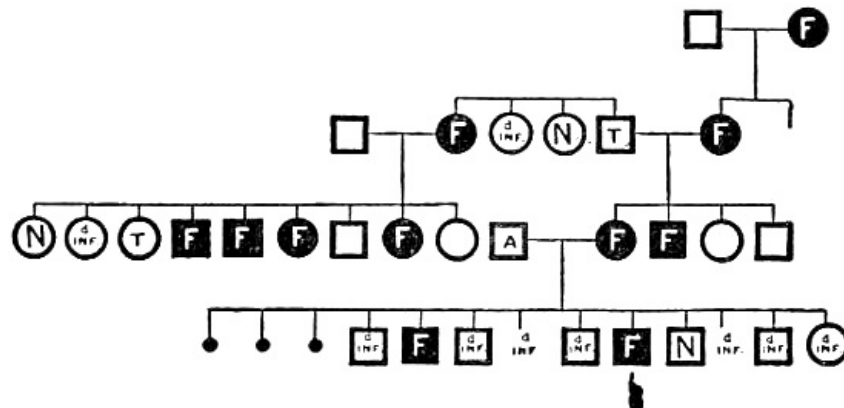 F
F d INF. N T F
N d INF T F F F F A F F
d INF. F d INF. d INF d INF. F N d INF. d INF. d INF.